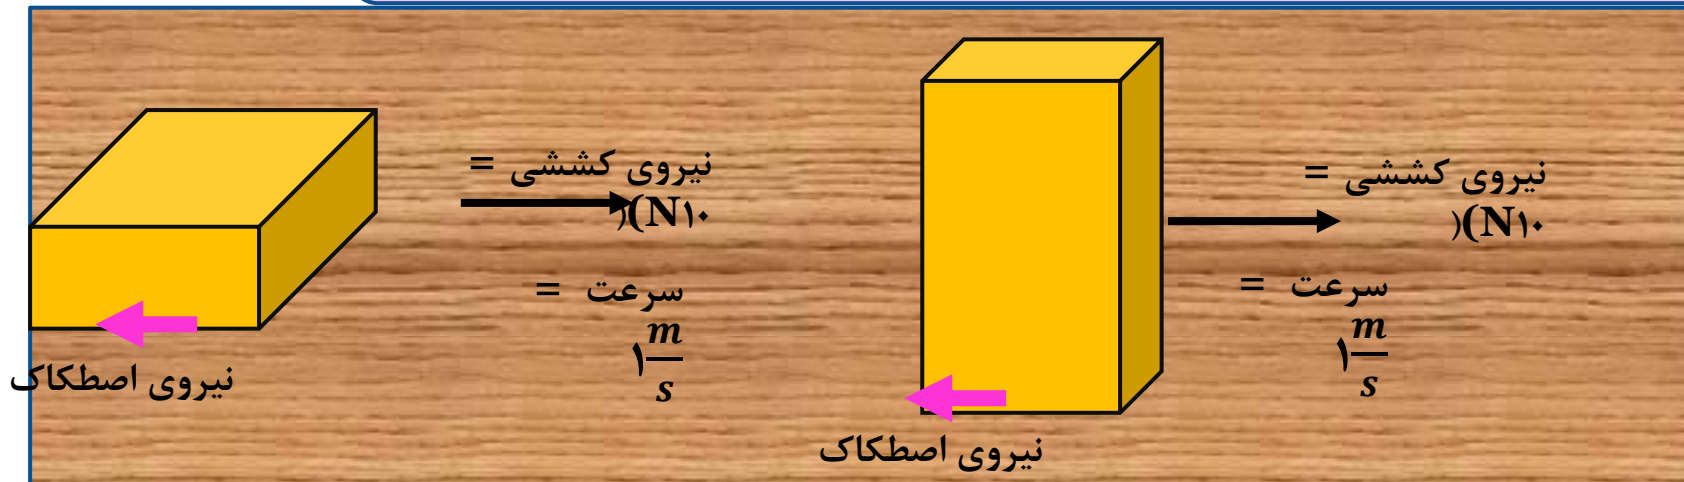 نیروی کششی =
)(N۱۰
سرعت =
۱ m/s
نیروی اصطکاک
نیروی کششی =
)(N۱۰
سرعت =
۱ m/s
نیروی اصطکاک